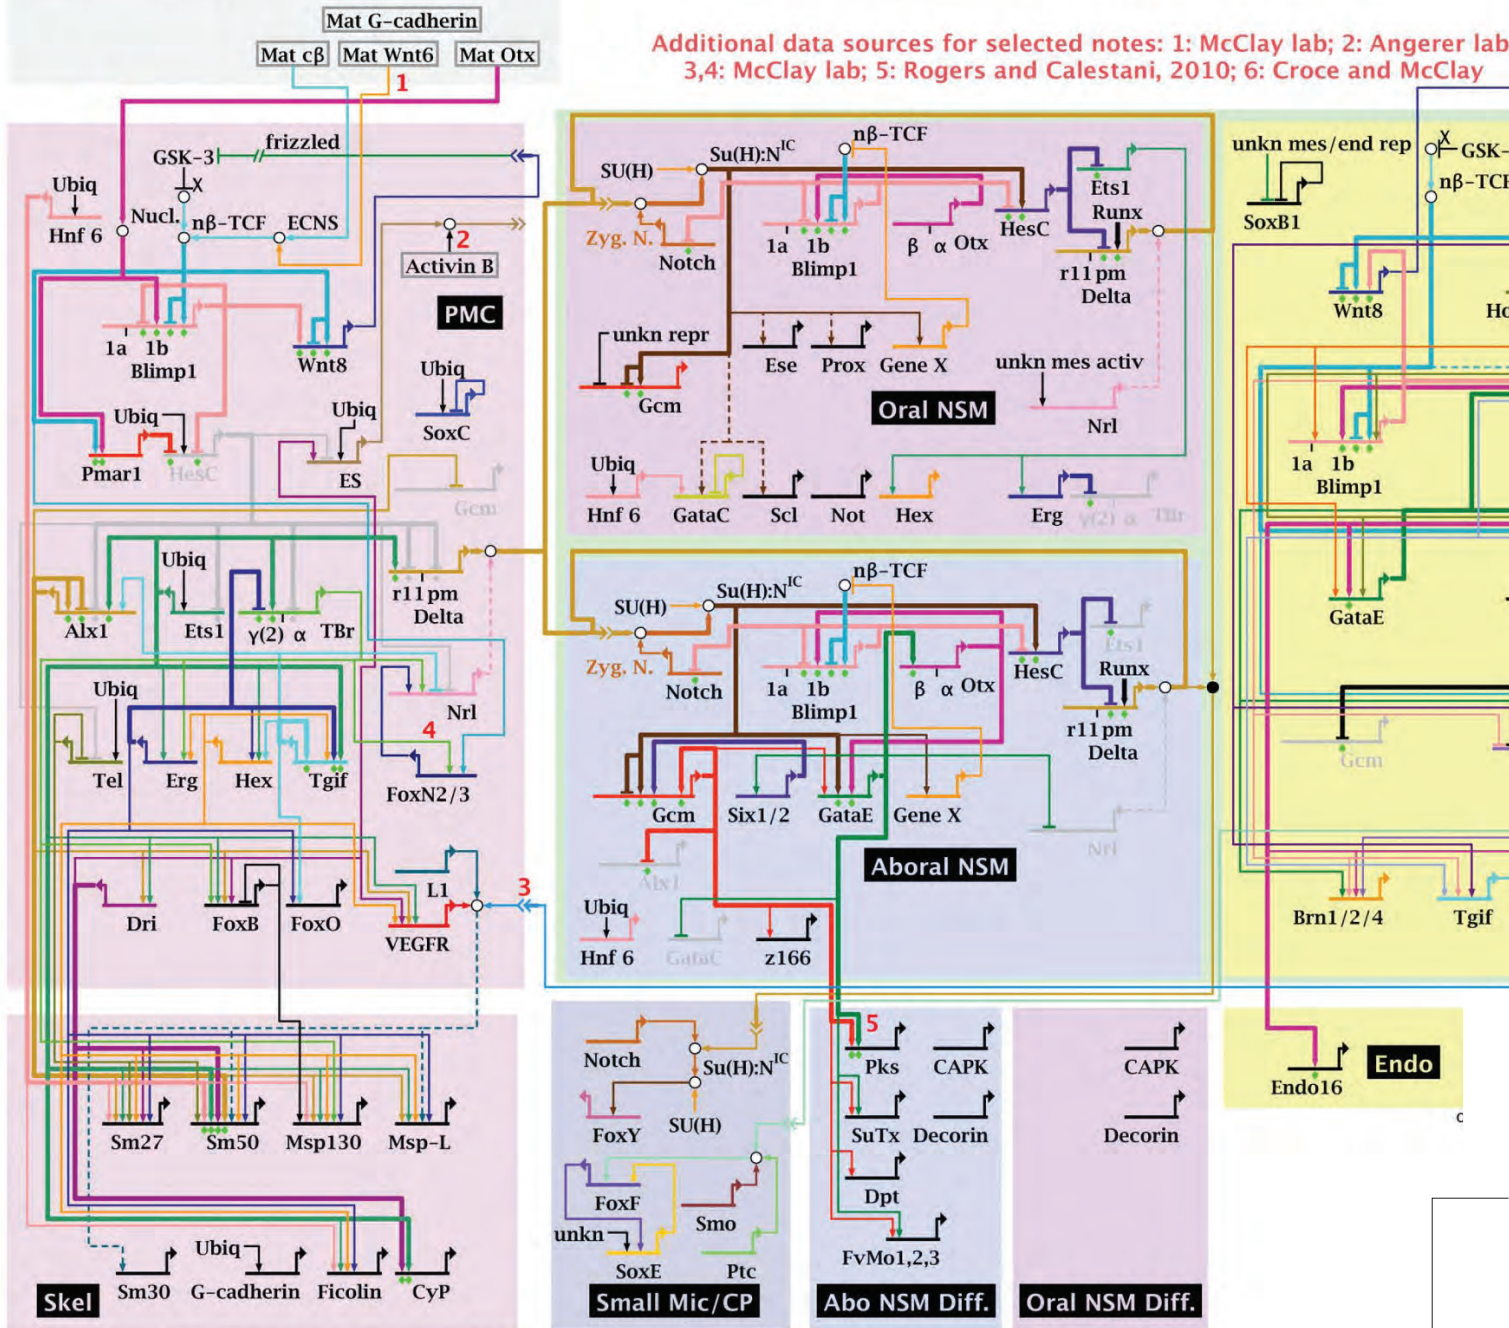 Mat G-cadherin
Mat cβ
Mat Wnt6
Mat Otx
1
Additional data sources for selected notes: 1: McClay lab; 2: Angerer lab
3,4: McClay lab; 5: Rogers and Calestani, 2010; 6: Croce and McClay
frizzled
GSK-3
X
Ubiq
Hnf 6
Nucl.
nβ-TCF
ECNS
2
Activin B
PMC
1a
1b
Blimp1
Wnt8
Ubiq
SoxC
Ubiq
Ubiq
Pmar1
HesC
ES
Gcm
Ubiq
r11pm
Delta
Alx1
Ets1
γ(2)
α
TBr
Ubiq
Nrl
4
Tel
Erg
Hex
Tgif
FoxN2/3
L1
3
Dri
FoxB
FoxO
VEGFR
Sm27
Sm50
Msp130
Msp-L
Ubiq
Skel
Sm30
G-cadherin
Ficolin
CyP
nβ-TCF
Su(H):N^IC
SU(H)
Zyg. N.
Notch
1a
1b
Blimp1
β
α
Otx
HesC
Ets1
Runx
r11pm
Delta
unkn repr
Ese
Prox
Gene X
unkn mes activ
Gcm
Oral NSM
Nrl
Ubiq
Hnf 6
GataC
Scl
Not
Hex
Erg
γ(2)
α
TBr
nβ-TCF
Su(H):N^IC
SU(H)
Zyg. N.
Notch
1a
1b
Blimp1
β
α
Otx
HesC
Ets1
Runx
r11pm
Delta
Gcm
Six1/2
GataE
Gene X
Nrl
Alx1
Aboral NSM
Ubiq
Hnf 6
GataC
z166
Notch
Su(H):N^IC
SU(H)
FoxY
FoxF
Smo
unkn
SoxE
Ptc
Small Mic/CP
5
Pks
CAPK
SuTx
Decorin
Dpt
FvMo1,2,3
Abo NSM Diff.
CAPK
Decorin
Oral NSM Diff.
unkn mes/end rep
X
GSK-
nβ-TCF
SoxB1
Wnt8
Ho
1a
1b
Blimp1
GataE
Gcm
Brn1/2/4
Tgif
Endo16
Endo